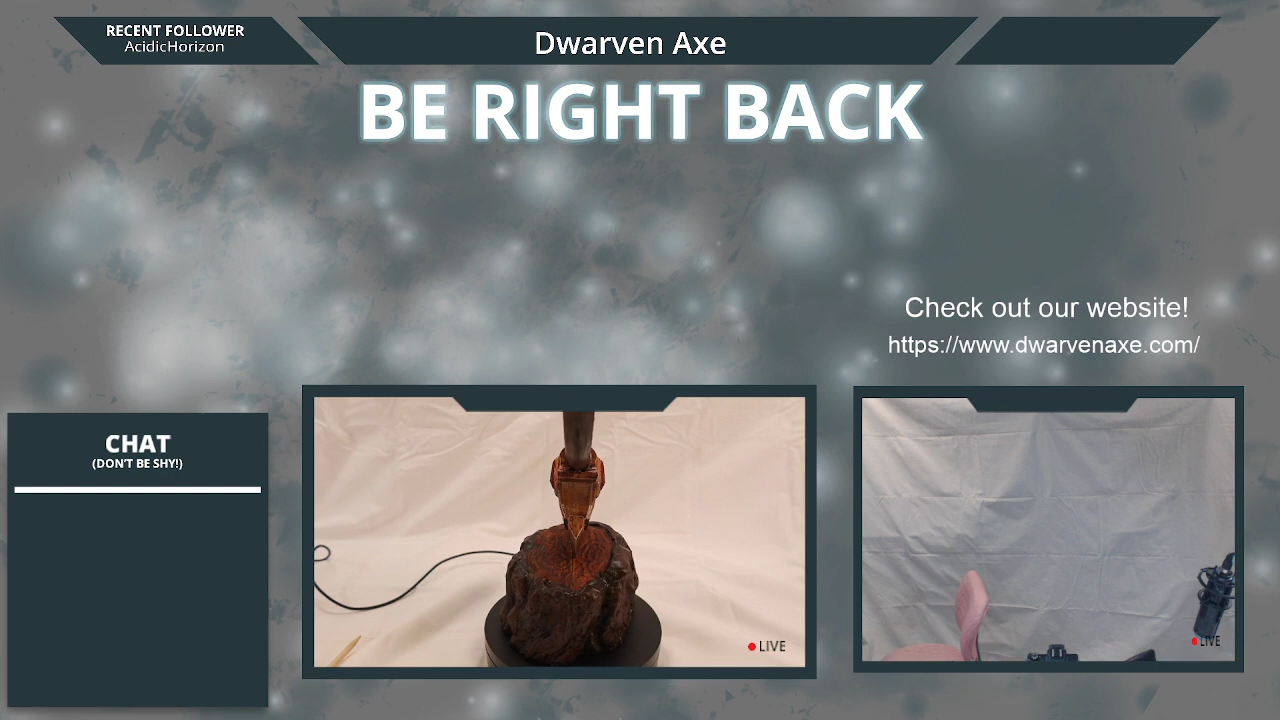 RECENT FOLLOWER
AcidicHorizon
Dwarven Axe
BE RIGHT BACK
Check out our website!
https://www.dwarvenaxe.com/
CHAT
(DON'T BE SHY!)
LIVE
LIVE